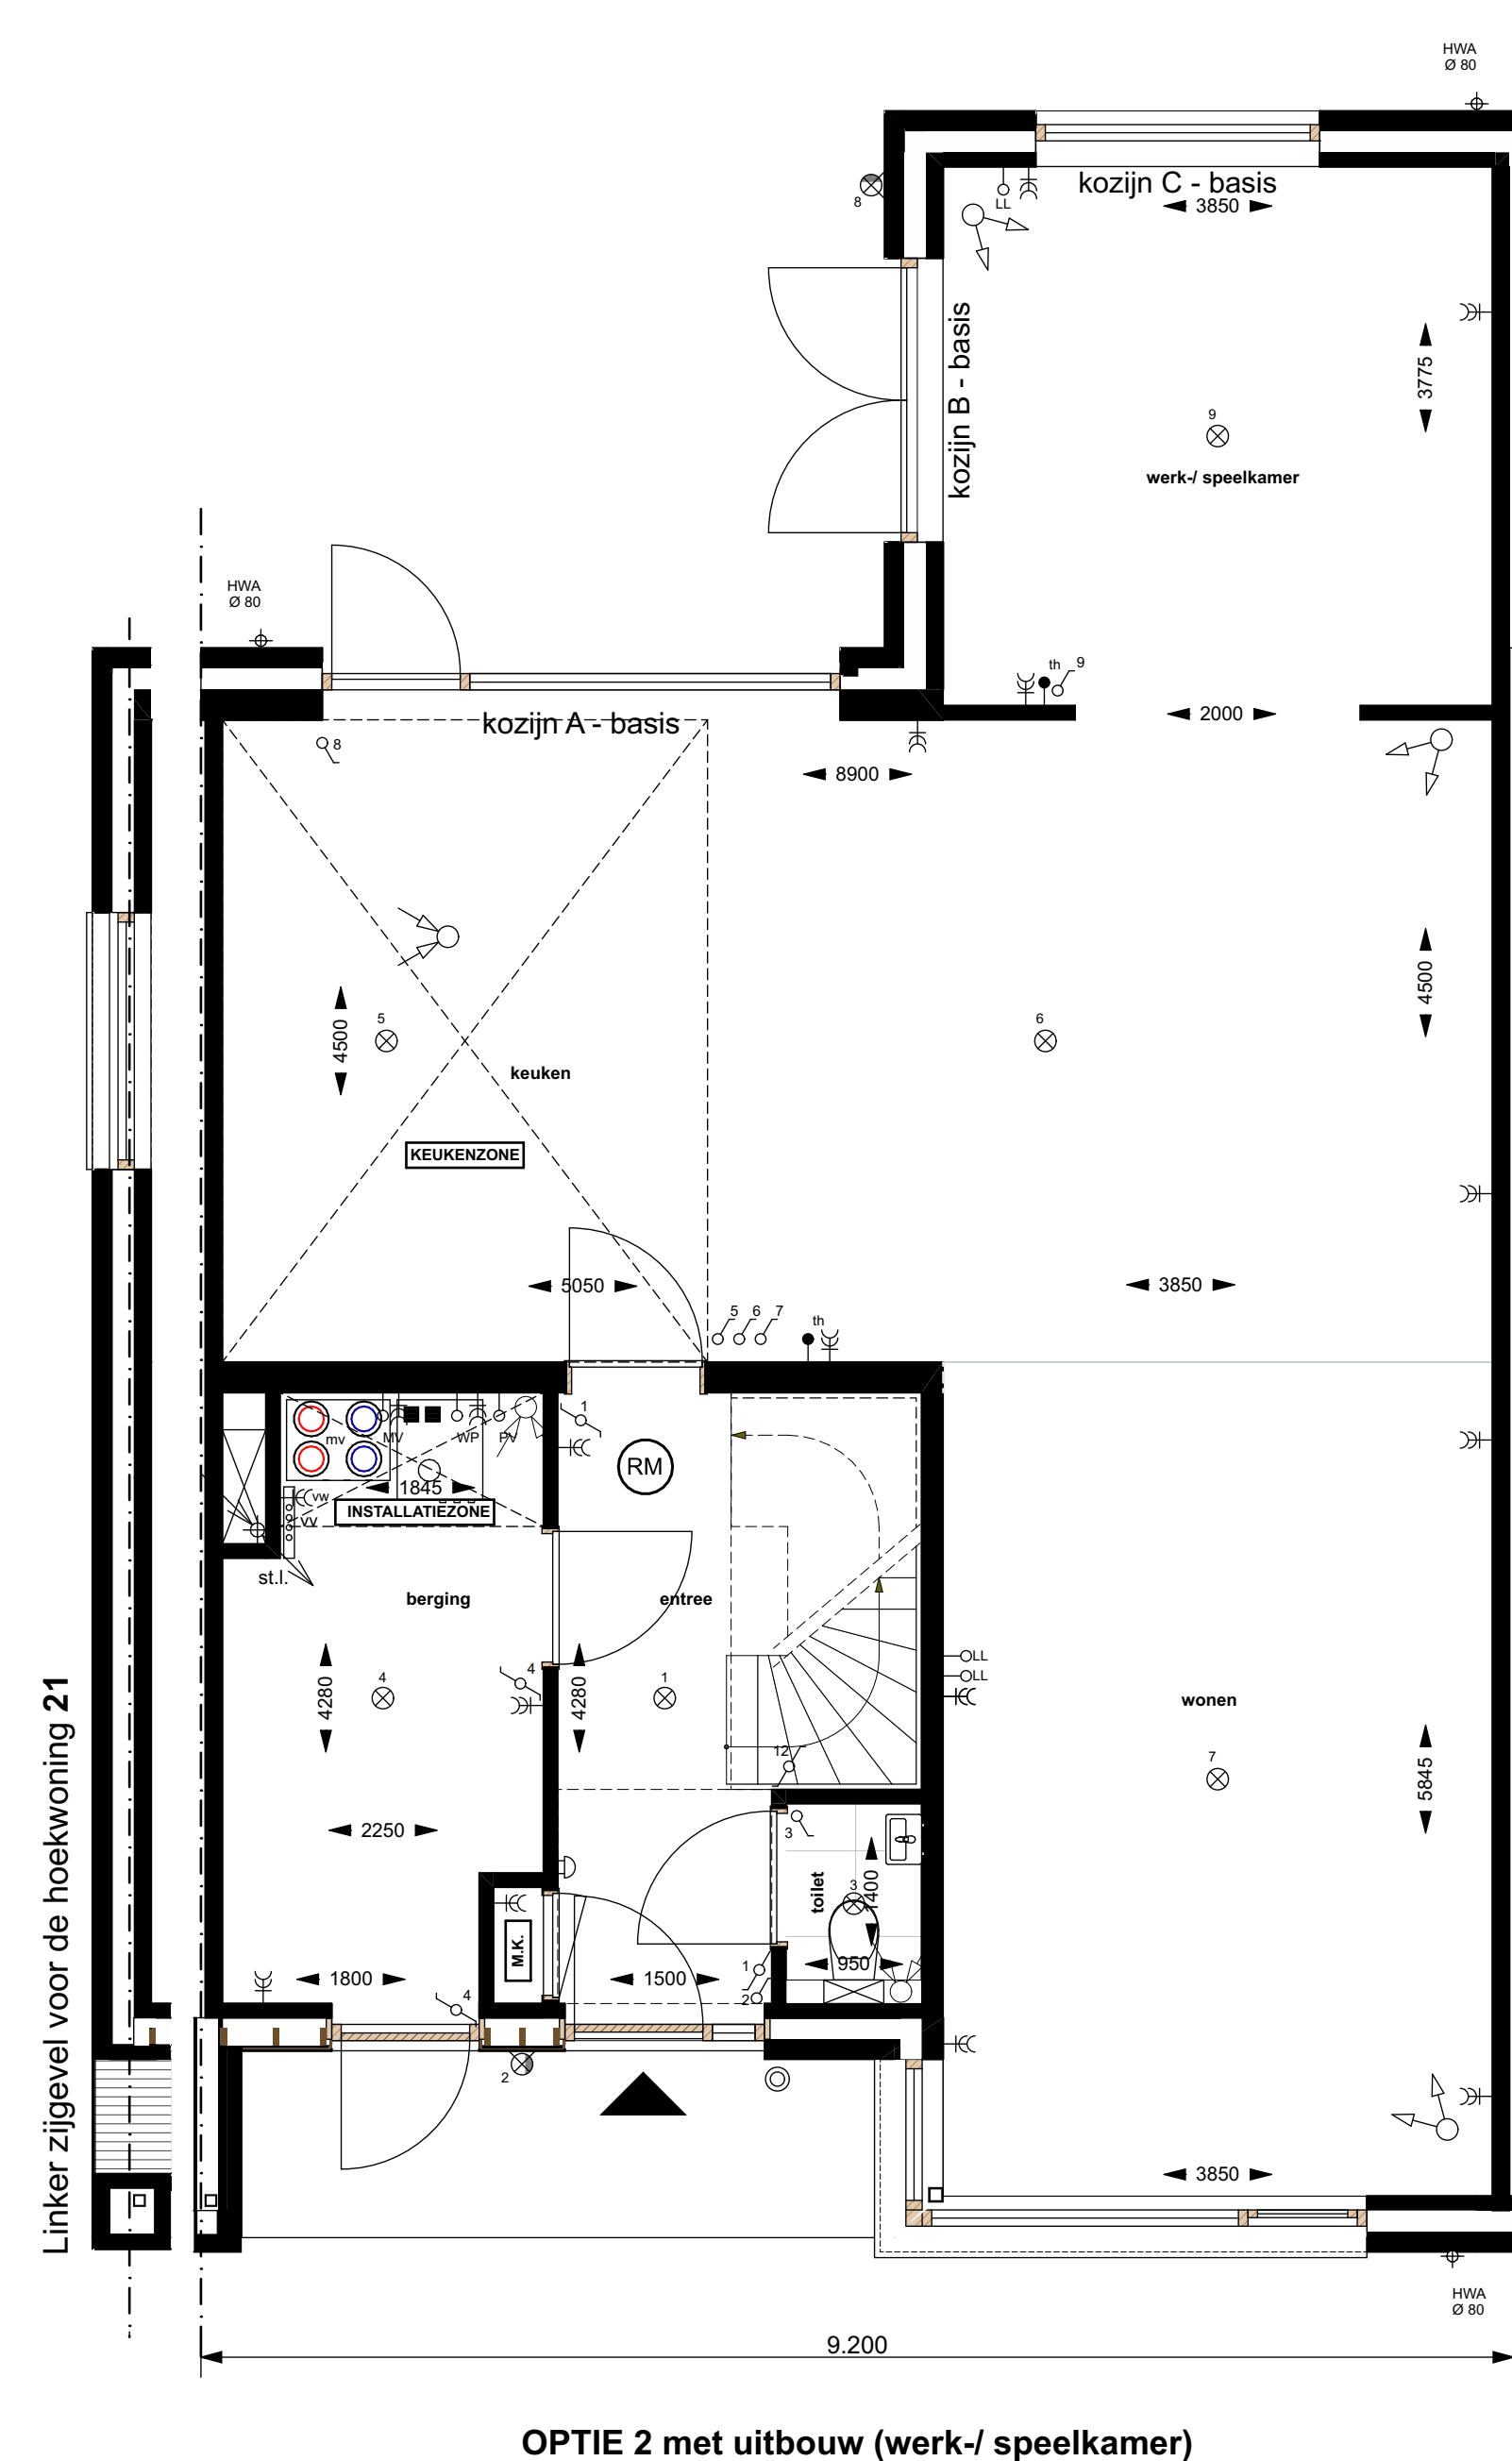 HWA
Ø 80
kozijn C - basis
3850
LL
8
kozijn B - basis
3775
9
werk-/ speelkamer
HWA
Ø 80
th
9
2000
kozijn A - basis
8
8900
4500
5
4500
6
keuken
KEUKENZONE
5050
3850
5
6
7
th
1
mv
MV
WP
PV
RM
1845
vw
INSTALLATIEZONE
VV
st.l.
berging
entree
LL
LL
4
4
4280
4280
1
wonen
12
7
5845
2250
3
toilet
3
1400
M.K.
950
1
1800
1500
2
4
2
3850
Linker zijgevel voor de hoekwoning 21
HWA
Ø 80
9.200
OPTIE 2 met uitbouw (werk-/ speelkamer)